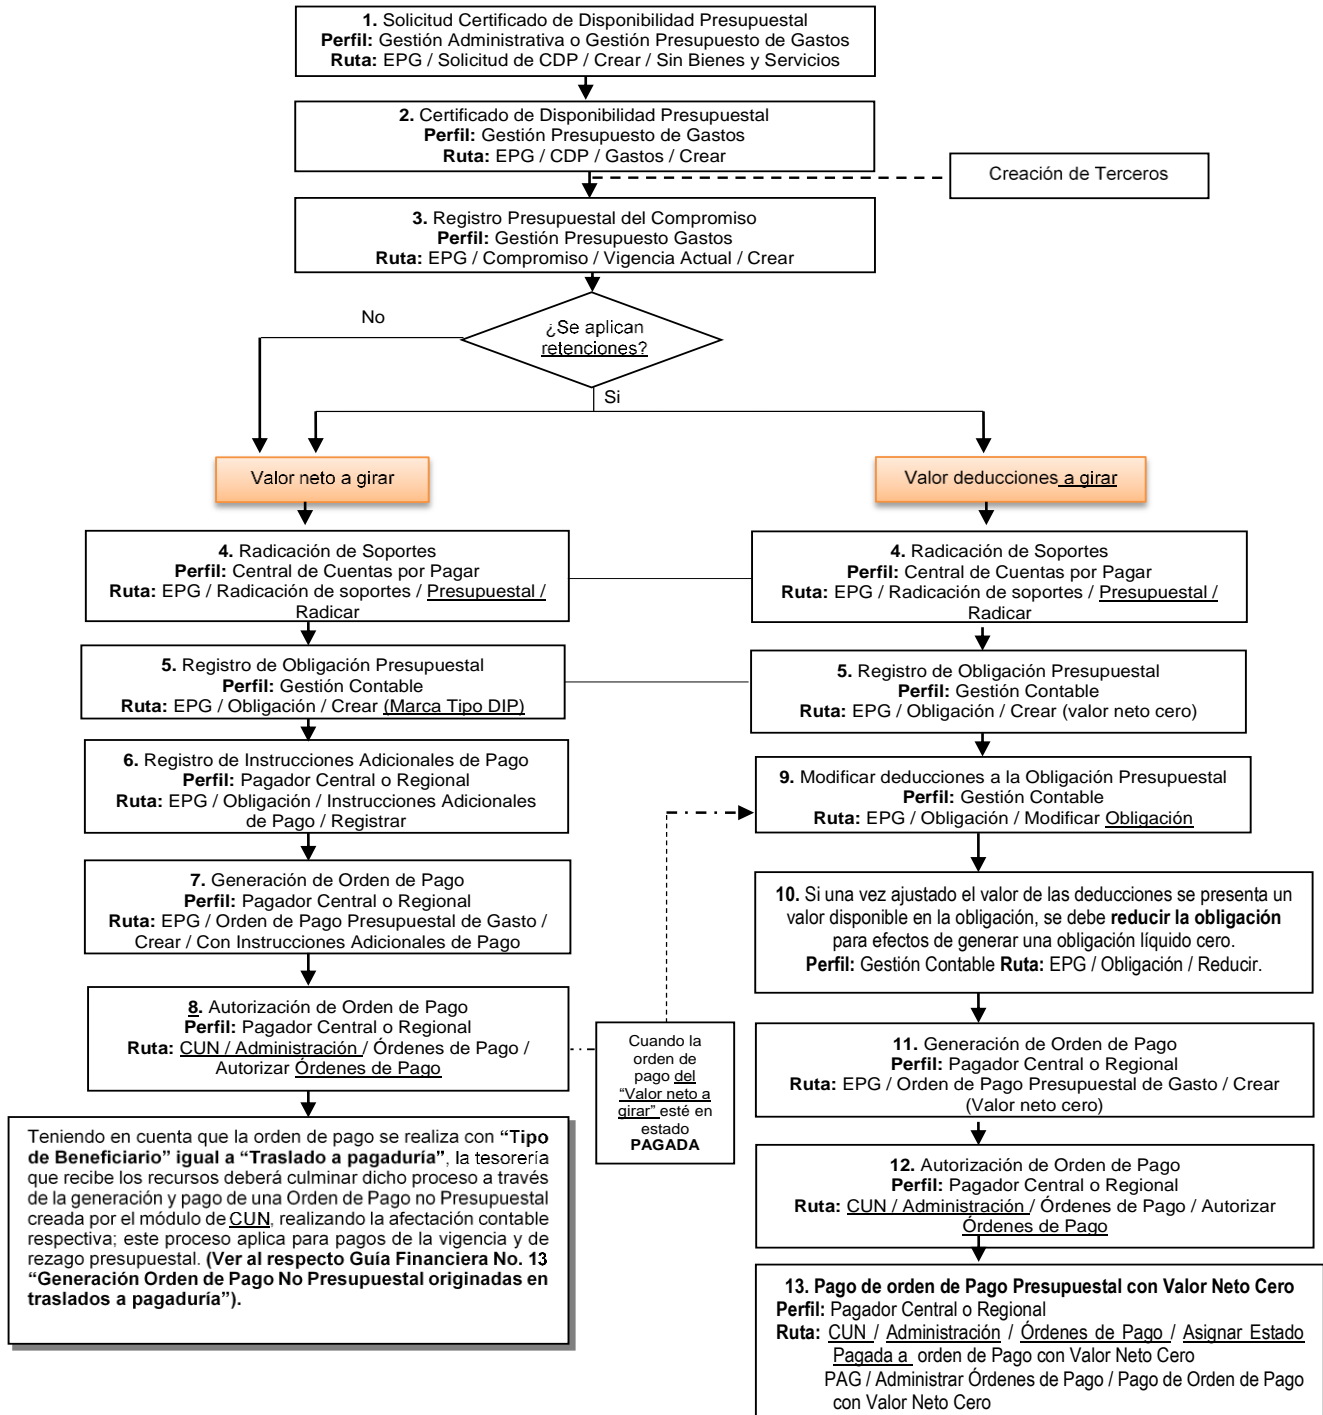 1. Solicitud Certificado de Disponibilidad Presupuestal
Perfil: Gestión Administrativa o Gestión Presupuesto de Gastos
Ruta: EPG / Solicitud de CDP / Crear / Sin Bienes y Servicios
2. Certificado de Disponibilidad Presupuestal
Perfil: Gestión Presupuesto de Gastos
Ruta: EPG / CDP / Gastos / Crear
Creación de Terceros
3. Registro Presupuestal del Compromiso
Perfil: Gestión Presupuesto Gastos
Ruta: EPG / Compromiso / Vigencia Actual / Crear
No
¿Se aplican
retenciones?
Si
Valor neto a girar
Valor deducciones a girar
4. Radicación de Soportes
Perfil: Central de Cuentas por Pagar
Ruta: EPG / Radicación de soportes / Presupuestal /
Radicar
4. Radicación de Soportes
Perfil: Central de Cuentas por Pagar
Ruta: EPG / Radicación de soportes / Presupuestal /
Radicar
5. Registro de Obligación Presupuestal
Perfil: Gestión Contable
Ruta: EPG / Obligación / Crear (Marca Tipo DIP)
5. Registro de Obligación Presupuestal
Perfil: Gestión Contable
Ruta: EPG / Obligación / Crear (valor neto cero)
6. Registro de Instrucciones Adicionales de Pago
Perfil: Pagador Central o Regional
Ruta: EPG / Obligación / Instrucciones Adicionales
de Pago / Registrar
9. Modificar deducciones a la Obligación Presupuestal
Perfil: Gestión Contable
Ruta: EPG / Obligación / Modificar Obligación
7. Generación de Orden de Pago
Perfil: Pagador Central o Regional
Ruta: EPG / Orden de Pago Presupuestal de Gasto /
Crear / Con Instrucciones Adicionales de Pago
10. Si una vez ajustado el valor de las deducciones se presenta un
valor disponible en la obligación, se debe reducir la obligación
para efectos de generar una obligación líquido cero.
Perfil: Gestión Contable Ruta: EPG / Obligación / Reducir.
8. Autorización de Orden de Pago
Perfil: Pagador Central o Regional
Ruta: CUN / Administración / Órdenes de Pago /
Autorizar Órdenes de Pago
Cuando la
orden de
pago del
“Valor neto a
girar” esté en
estado
PAGADA
11. Generación de Orden de Pago
Perfil: Pagador Central o Regional
Ruta: EPG / Orden de Pago Presupuestal de Gasto / Crear
(Valor neto cero)
Teniendo en cuenta que la orden de pago se realiza con “Tipo
de Beneficiario” igual a “Traslado a pagaduría”, la tesorería
que recibe los recursos deberá culminar dicho proceso a través
de la generación y pago de una Orden de Pago no Presupuestal
creada por el módulo de CUN, realizando la afectación contable
respectiva; este proceso aplica para pagos de la vigencia y de
rezago presupuestal. (Ver al respecto Guía Financiera No. 13
“Generación Orden de Pago No Presupuestal originadas en
traslados a pagaduría”).
12. Autorización de Orden de Pago
Perfil: Pagador Central o Regional
Ruta: CUN / Administración / Órdenes de Pago / Autorizar
Órdenes de Pago
13. Pago de orden de Pago Presupuestal con Valor Neto Cero
Perfil: Pagador Central o Regional
Ruta: CUN / Administración / Órdenes de Pago / Asignar Estado
Pagada a orden de Pago con Valor Neto Cero
PAG / Administrar Órdenes de Pago / Pago de Orden de Pago
con Valor Neto Cero